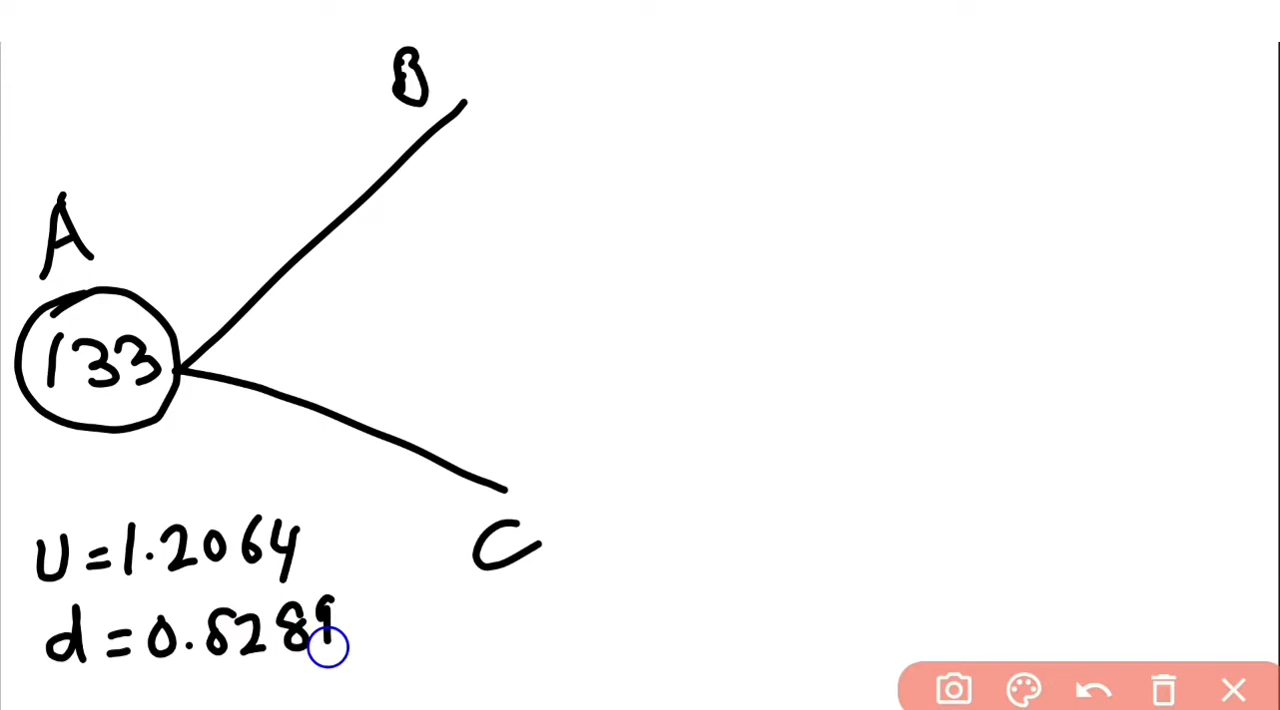 B
A
133
C
U = 1.2064
d = 0.8289